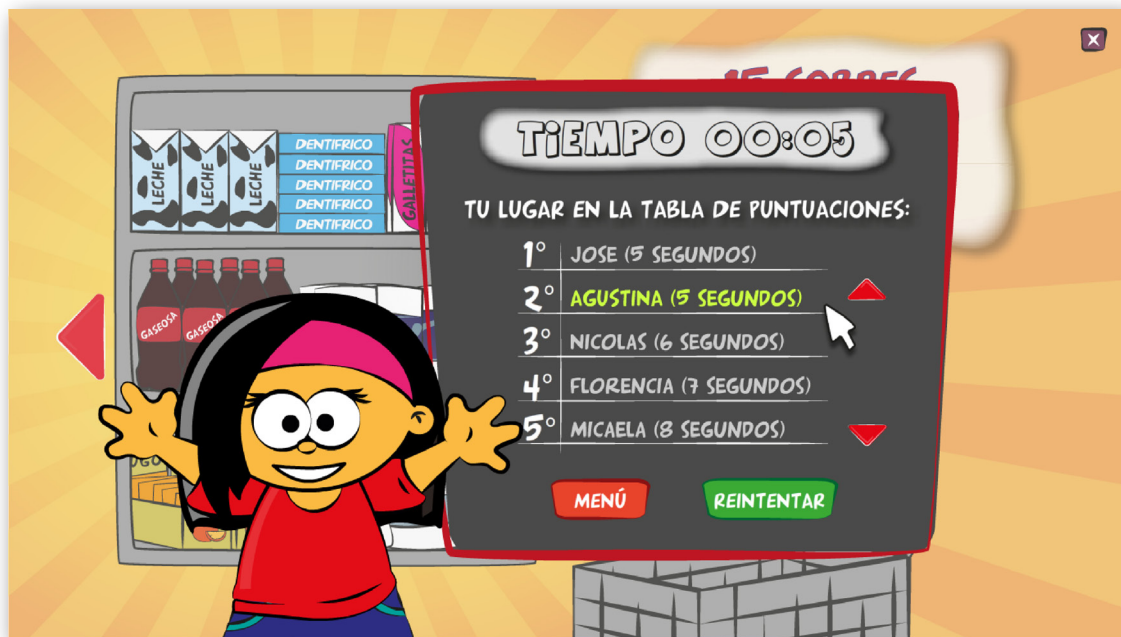 15 SOBRES
TIEMPO 00:05
TU LUGAR EN LA TABLA DE PUNTUACIONES:
1° JOSE (5 SEGUNDOS)
2° AGUSTINA (5 SEGUNDOS)
3° NICOLAS (6 SEGUNDOS)
4° FLORENCIA (7 SEGUNDOS)
5° MICAELA (8 SEGUNDOS)
MENÚ
REINTENTAR
LECHE
LECHE
LECHE
DENTIFRICO
DENTIFRICO
DENTIFRICO
DENTIFRICO
DENTIFRICO
GALLETITAS
GASEOSA
GASEOSA